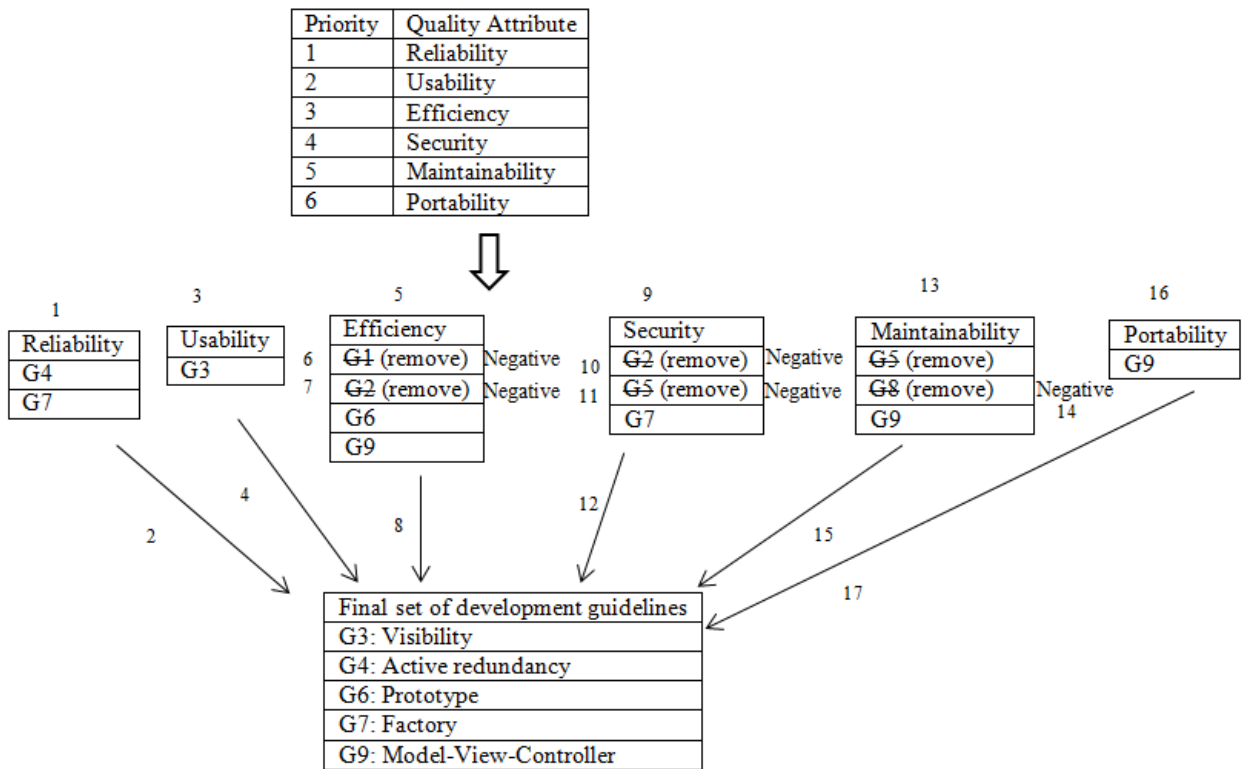 Priority Quality Attribute
1 Reliability
2 Usability
3 Efficiency
4 Security
5 Maintainability
6 Portability
1
Reliability
G4
G7
2
3
Usability
G3
4
5
Efficiency
6 G1 (remove) Negative
7 G2 (remove) Negative
G6
G9
8
9
Security
10 G2 (remove) Negative
11 G5 (remove) Negative
G7
12
13
Maintainability
G5 (remove)
G8 (remove) Negative
14
G9
15
16
Portability
G9
17
Final set of development guidelines
G3: Visibility
G4: Active redundancy
G6: Prototype
G7: Factory
G9: Model-View-Controller